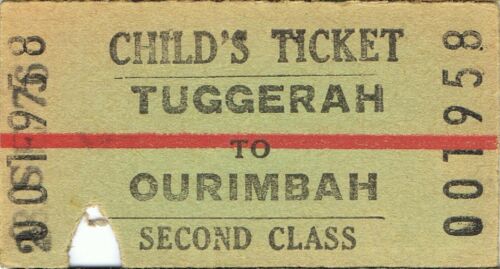 CHILD'S TICKET
TUGGERAH
TO
OURIMBAH
SECOND CLASS
001958